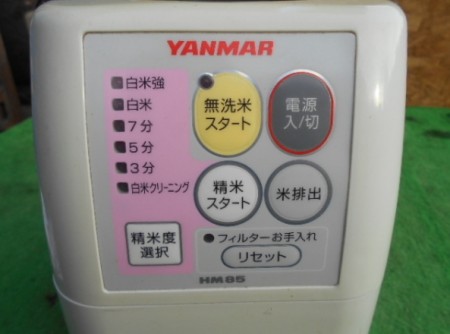 YANMAR
白米強
白米
7分
5分
3分
白米クリーニング
精米度
選択
無洗米
スタート
電源
入/切
精米
スタート
米排出
フィルターお手入れ
リセット
HM85